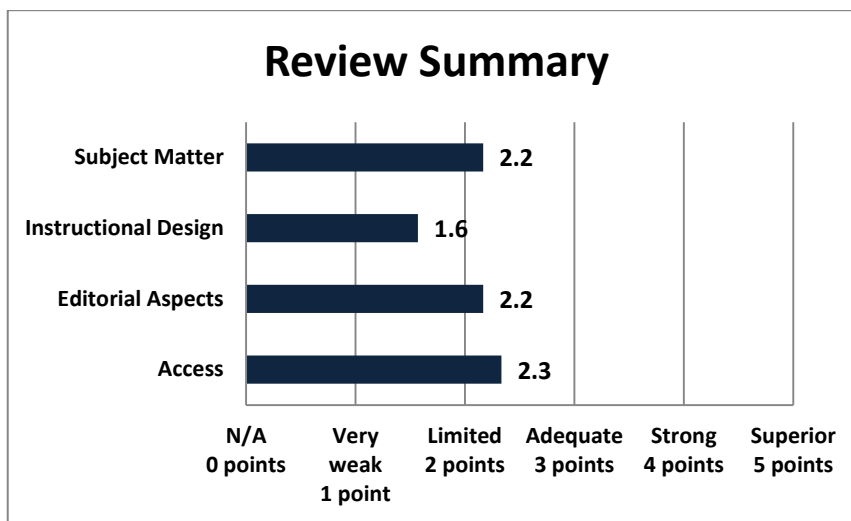 Review Summary
Subject Matter 2.2
Instructional Design 1.6
Editorial Aspects 2.2
Access 2.3
N/A Very Limited Adequate Strong Superior
0 points weak 2 points 3 points 4 points 5 points
1 point